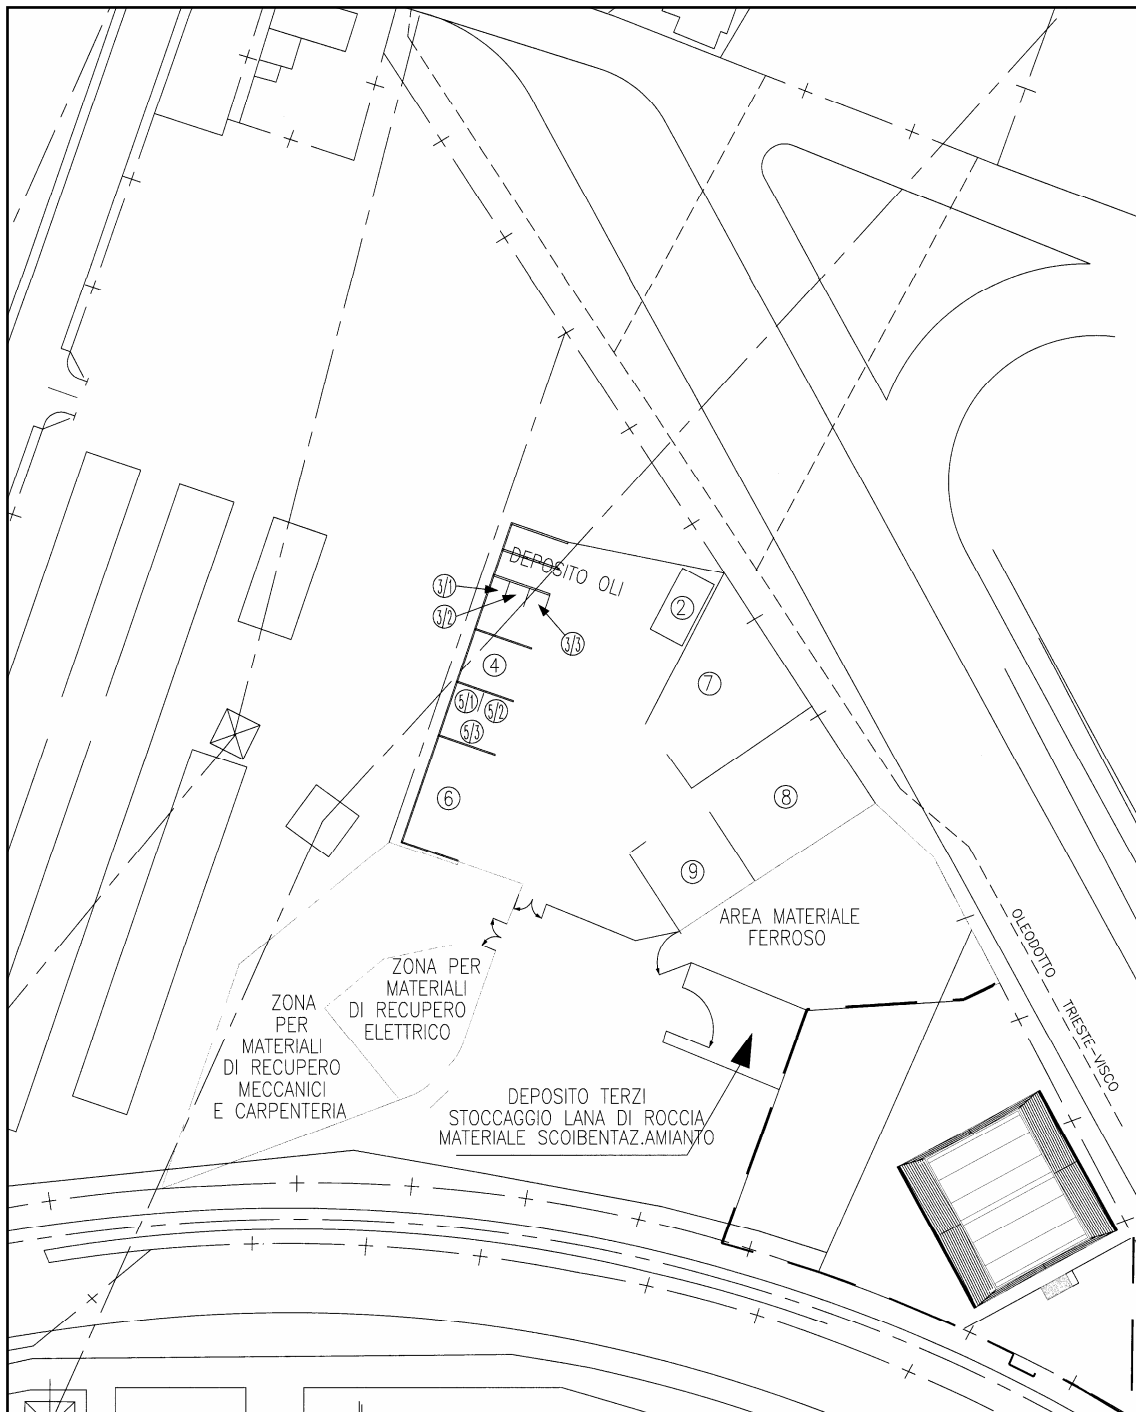 DEPOSITO OLI
3/1
3/2
3/3
2
4
5/1
5/2
5/3
7
6
8
9
AREA MATERIALE
FERROSO
OLEODOTTO TRIESTE-VISCO
ZONA PER
MATERIALI
DI RECUPERO
ELETTRICO
ZONA
PER
MATERIALI
DI RECUPERO
MECCANICI
E CARPENTERIA
DEPOSITO TERZI
STOCCAGGIO LANA DI ROCCIA
MATERIALE SCOIBENTAZ.AMIANTO